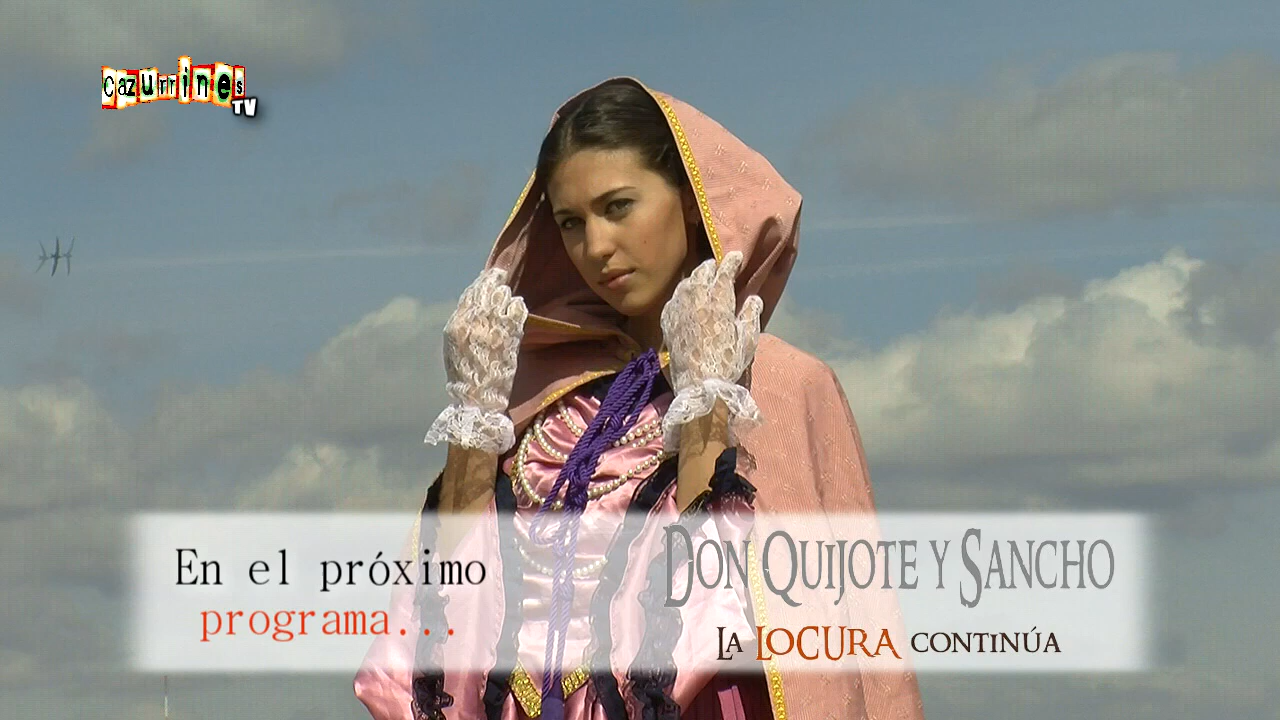 Cazurrines
TV
En el próximo
programa...
DON QUIJOTE Y SANCHO
LA LOCURA CONTINÚA